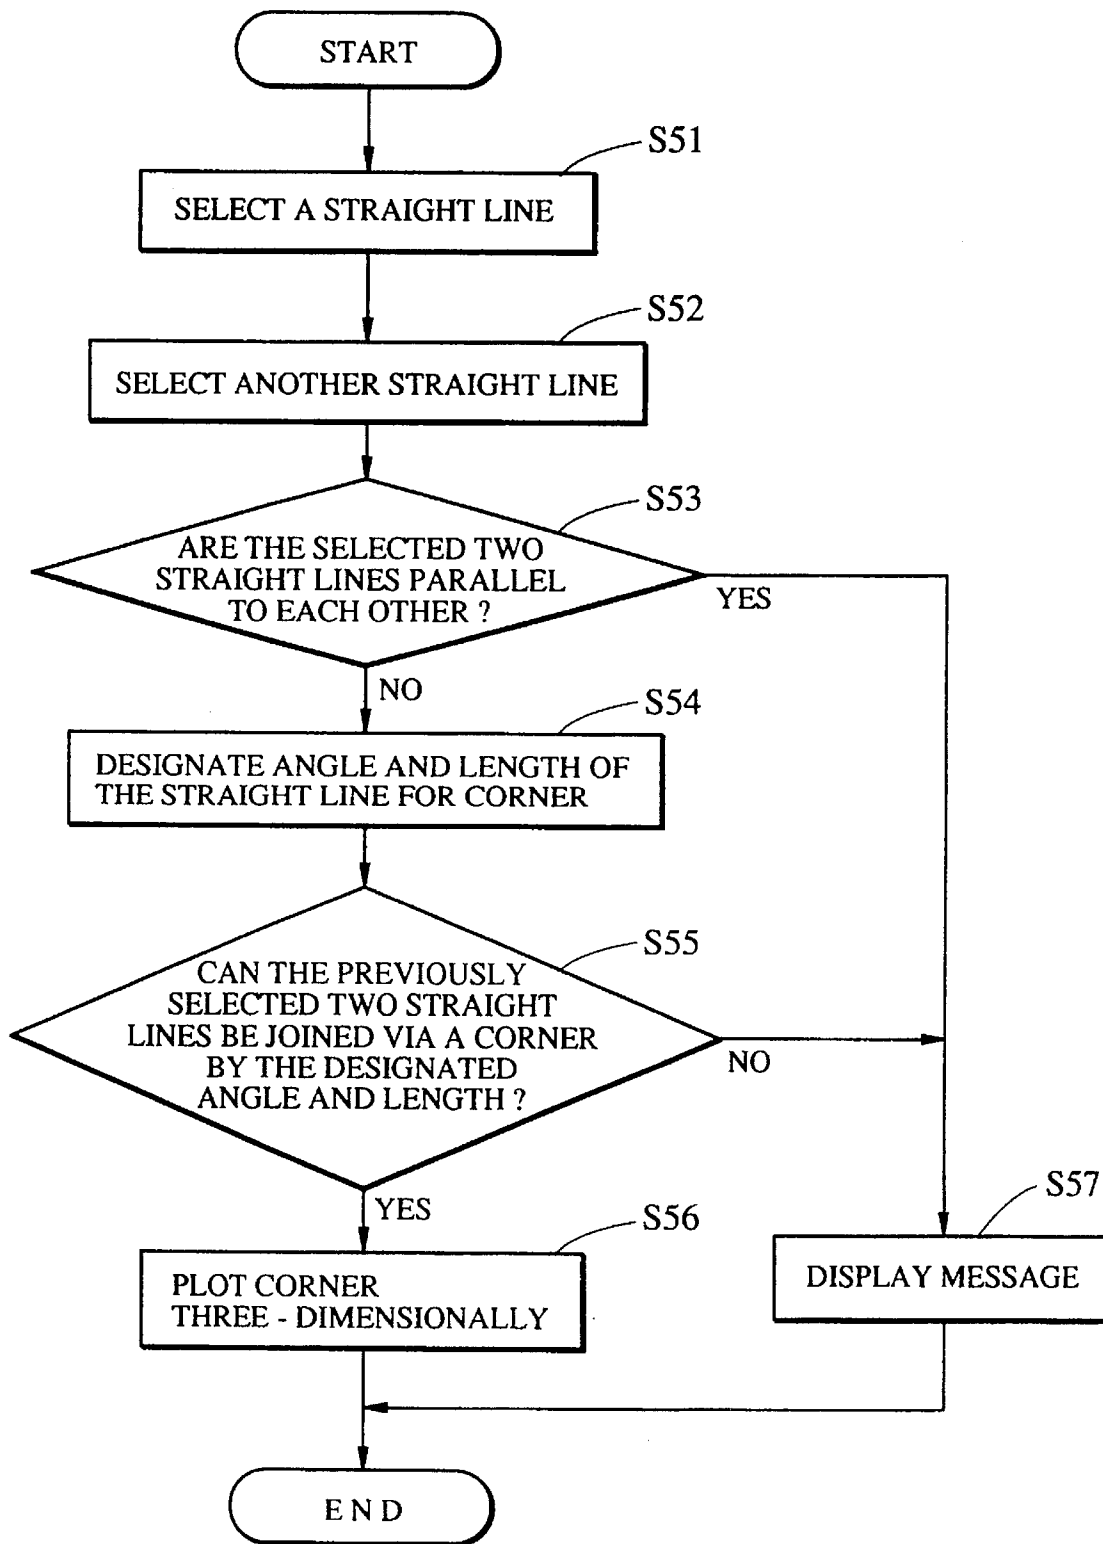 START
S51
SELECT A STRAIGHT LINE
S52
SELECT ANOTHER STRAIGHT LINE
S53
ARE THE SELECTED TWO
STRAIGHT LINES PARALLEL
TO EACH OTHER ?
YES
NO
S54
DESIGNATE ANGLE AND LENGTH OF
THE STRAIGHT LINE FOR CORNER
S55
CAN THE PREVIOUSLY
SELECTED TWO STRAIGHT
LINES BE JOINED VIA A CORNER
BY THE DESIGNATED
ANGLE AND LENGTH ?
NO
YES
S56
PLOT CORNER
THREE - DIMENSIONALLY
S57
DISPLAY MESSAGE
E N D